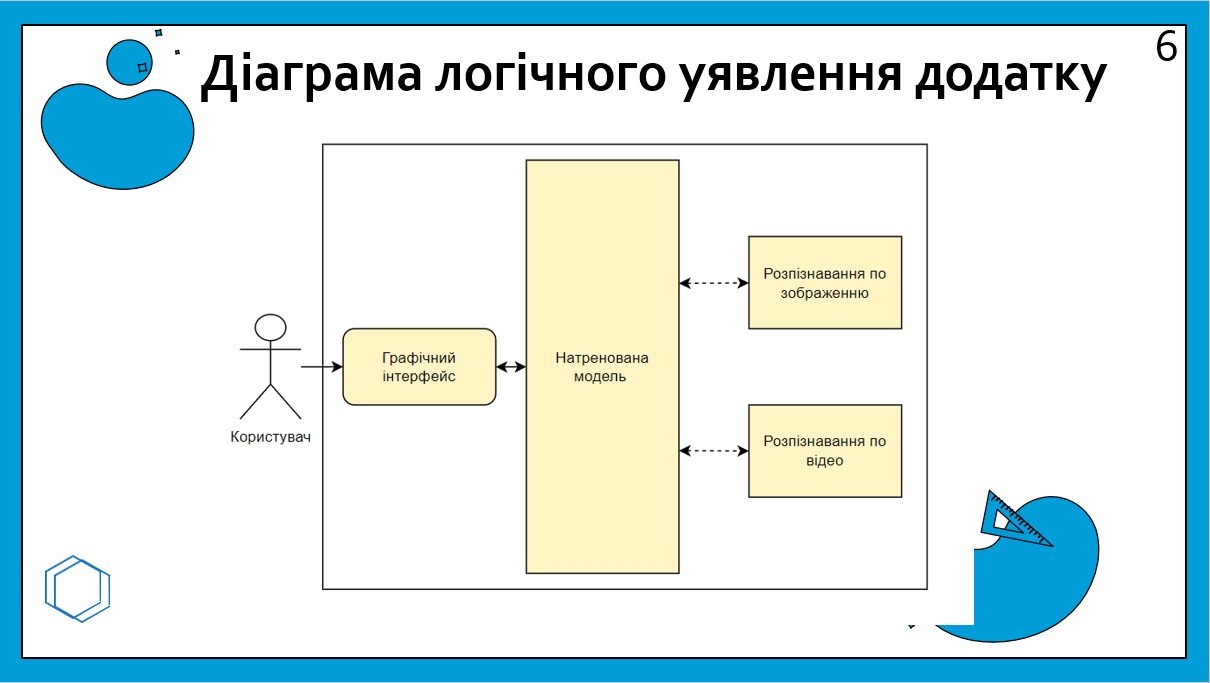 6
Діаграма логічного уявлення додатку
Користувач
Графічний
інтерфейс
Натренована
модель
Розпізнавання по
зображенню
Розпізнавання по
відео